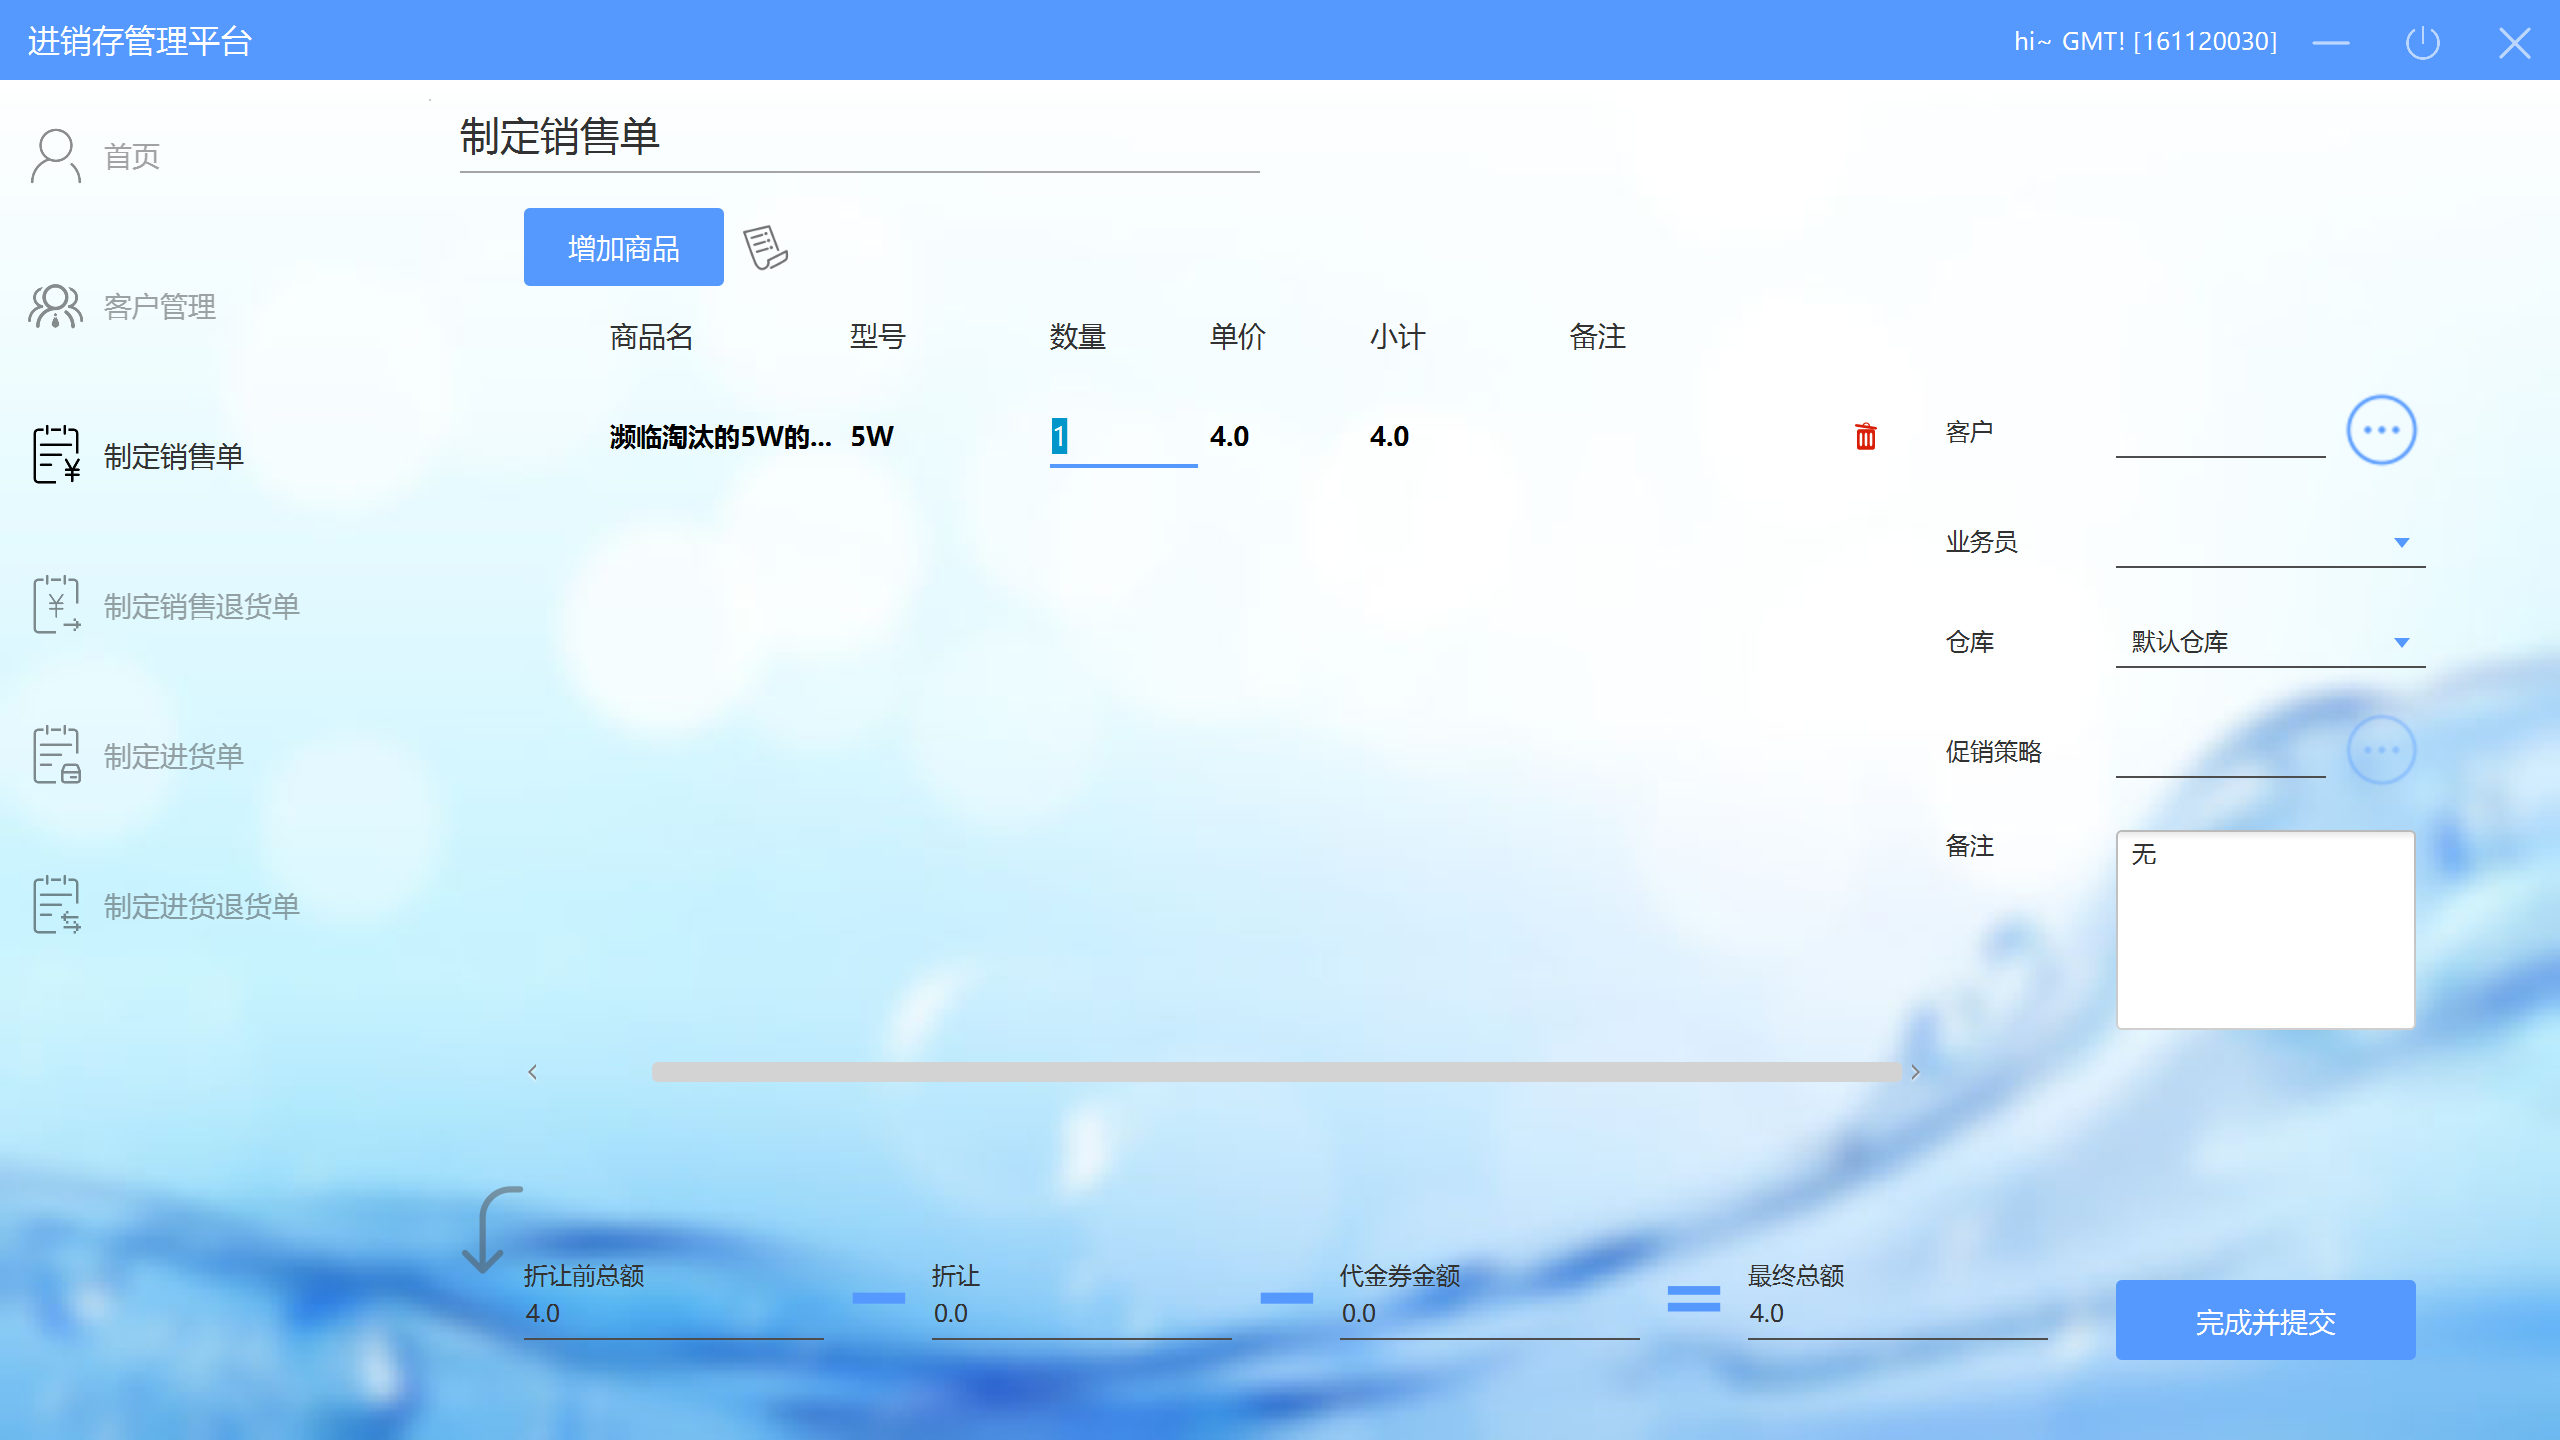 进销存管理平台
hi~ GMT! [161120030]
首页
客户管理
制定销售单
制定销售退货单
制定进货单
制定进货退货单
制定销售单
增加商品
商品名 型号 数量 单价 小计 备注
濒临淘汰的5W的... 5W 1 4.0 4.0
客户
业务员
仓库 默认仓库
促销策略
备注 无
折让前总额 折让 代金券金额 最终总额
4.0 0.0 0.0 4.0
完成并提交